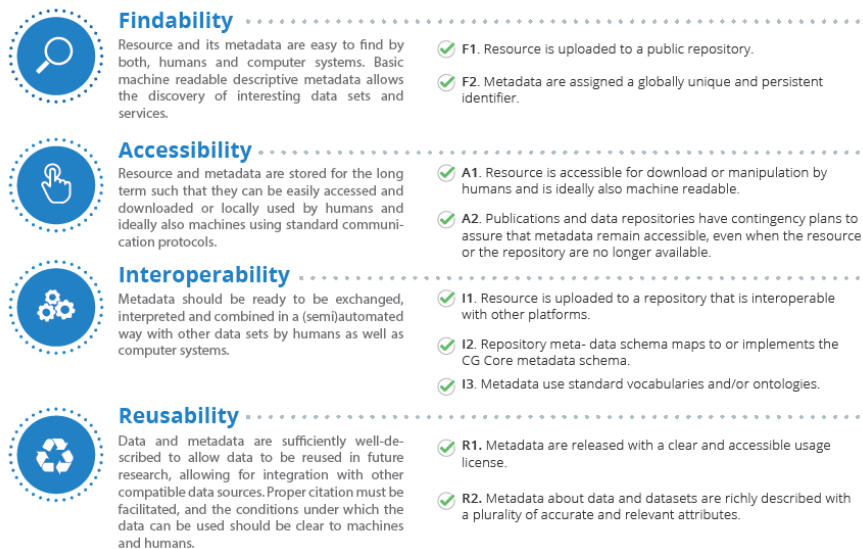 Findability
Resource and its metadata are easy to find by
both, humans and computer systems. Basic
machine readable descriptive metadata allows
the discovery of interesting data sets and
services.
F1. Resource is uploaded to a public repository.
F2. Metadata are assigned a globally unique and persistent
identifier.
Accessibility
Resource and metadata are stored for the long
term such that they can be easily accessed and
downloaded or locally used by humans and
ideally also machines using standard communi-
cation protocols.
A1. Resource is accessible for download or manipulation by
humans and is ideally also machine readable.
A2. Publications and data repositories have contingency plans to
assure that metadata remain accessible, even when the resource
or the repository are no longer available.
Interoperability
Metadata should be ready to be exchanged,
interpreted and combined in a (semi)automated
way with other data sets by humans as well as
computer systems.
I1. Resource is uploaded to a repository that is interoperable
with other platforms.
I2. Repository meta- data schema maps to or implements the
CG Core metadata schema.
I3. Metadata use standard vocabularies and/or ontologies.
Reusability
Data and metadata are sufficiently well-de-
scribed to allow data to be reused in future
research, allowing for integration with other
compatible data sources. Proper citation must be
facilitated, and the conditions under which the
data can be used should be clear to machines
and humans.
R1. Metadata are released with a clear and accessible usage
license.
R2. Metadata about data and datasets are richly described with
a plurality of accurate and relevant attributes.